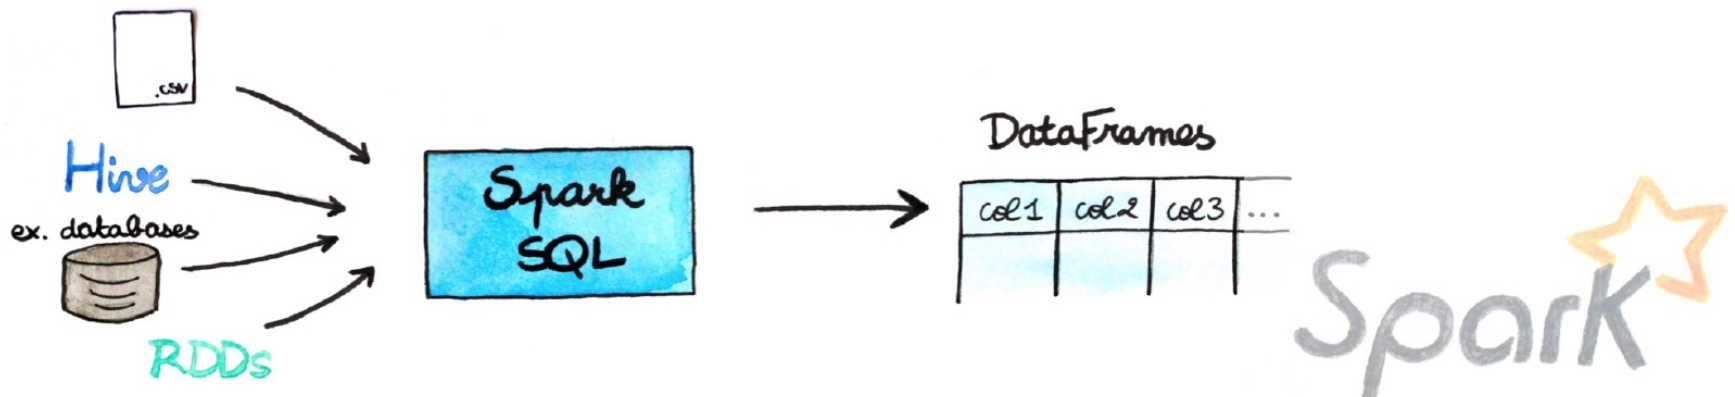 .csv
Hive
ex. databases
RDDs
Spark
SQL
DataFrames
col1 col2 col3 ...
Spark